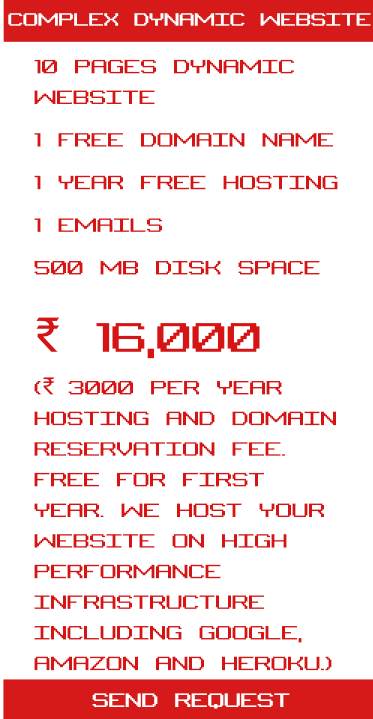 COMPLEX DYNAMIC WEBSITE
10 PAGES DYNAMIC
WEBSITE
1 FREE DOMAIN NAME
1 YEAR FREE HOSTING
1 EMAILS
500 MB DISK SPACE
₹ 16,000
(₹ 3000 PER YEAR
HOSTING AND DOMAIN
RESERVATION FEE.
FREE FOR FIRST
YEAR. WE HOST YOUR
WEBSITE ON HIGH
PERFORMANCE
INFRASTRUCTURE
INCLUDING GOOGLE,
AMAZON AND HEROKU.)
SEND REQUEST